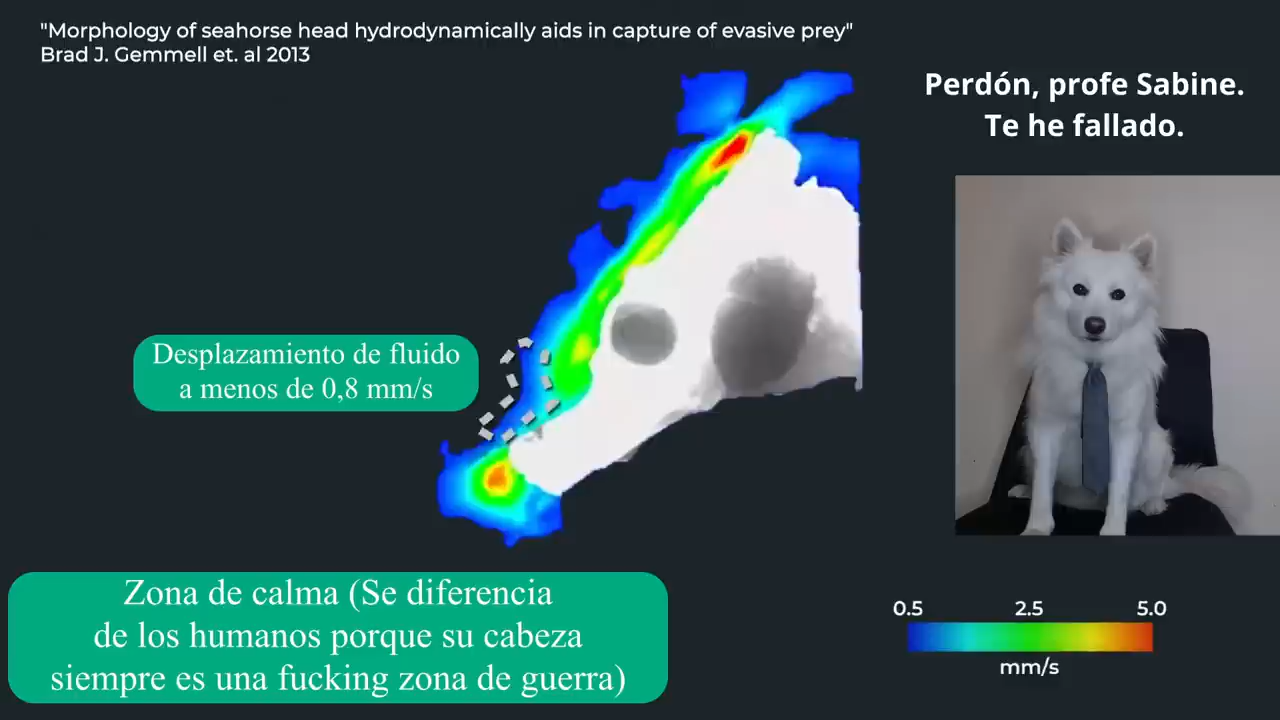 "Morphology of seahorse head hydrodynamically aids in capture of evasive prey"
Brad J. Gemmell et. al 2013
Perdón, profe Sabine.
Te he fallado.
Desplazamiento de fluido
a menos de 0,8 mm/s
Zona de calma (Se diferencia
de los humanos porque su cabeza
siempre es una fucking zona de guerra)
0.5 2.5 5.0
mm/s